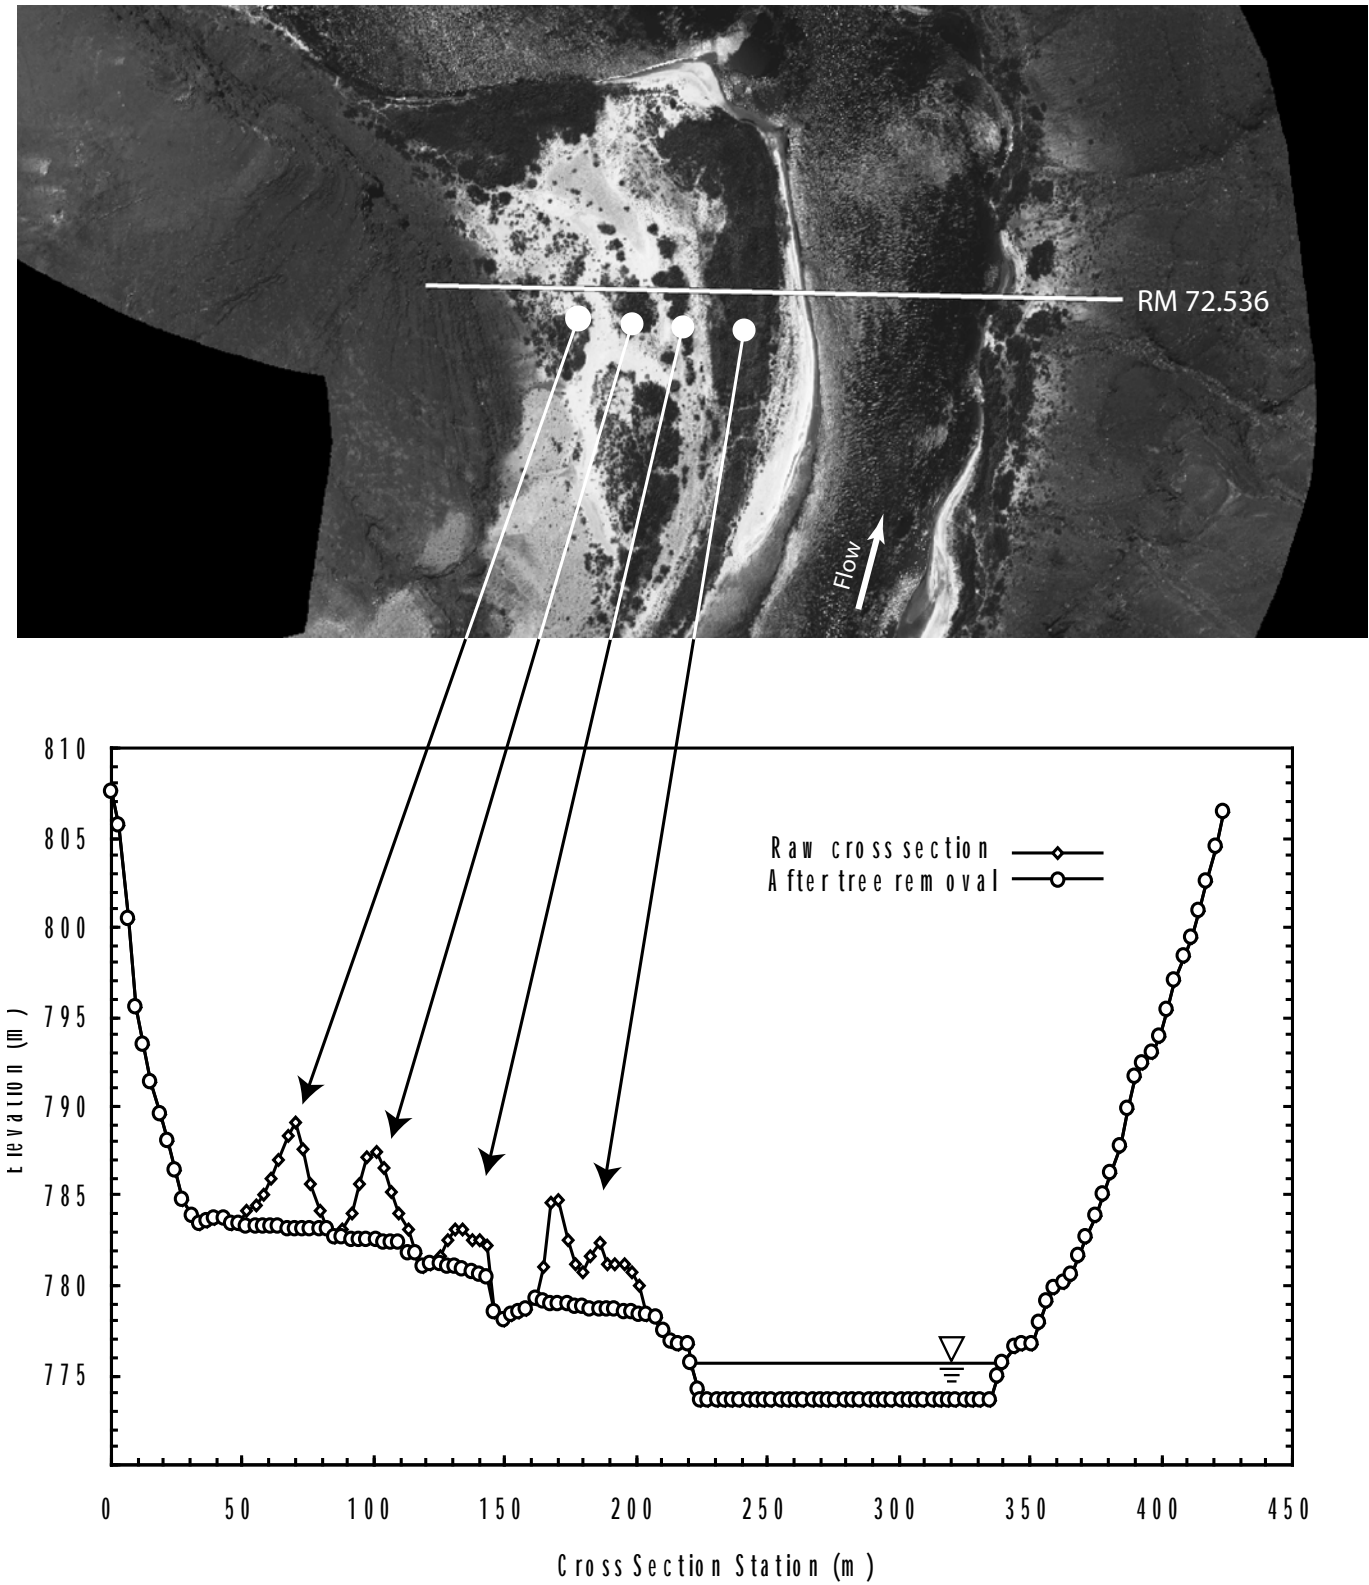 RM 72.536
Flow
810
805
800
795
790
785
780
775
Elevation (m)
Raw cross section
After tree removal
0 50 100 150 200 250 300 350 400 450
Cross Section Station (m)